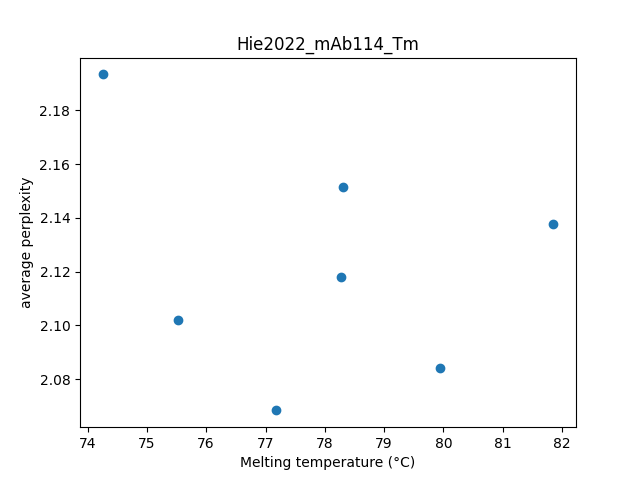 Hie2022_mAb114_Tm
average perplexity
2.18
2.16
2.14
2.12
2.10
2.08
74 75 76 77 78 79 80 81 82
Melting temperature (°C)